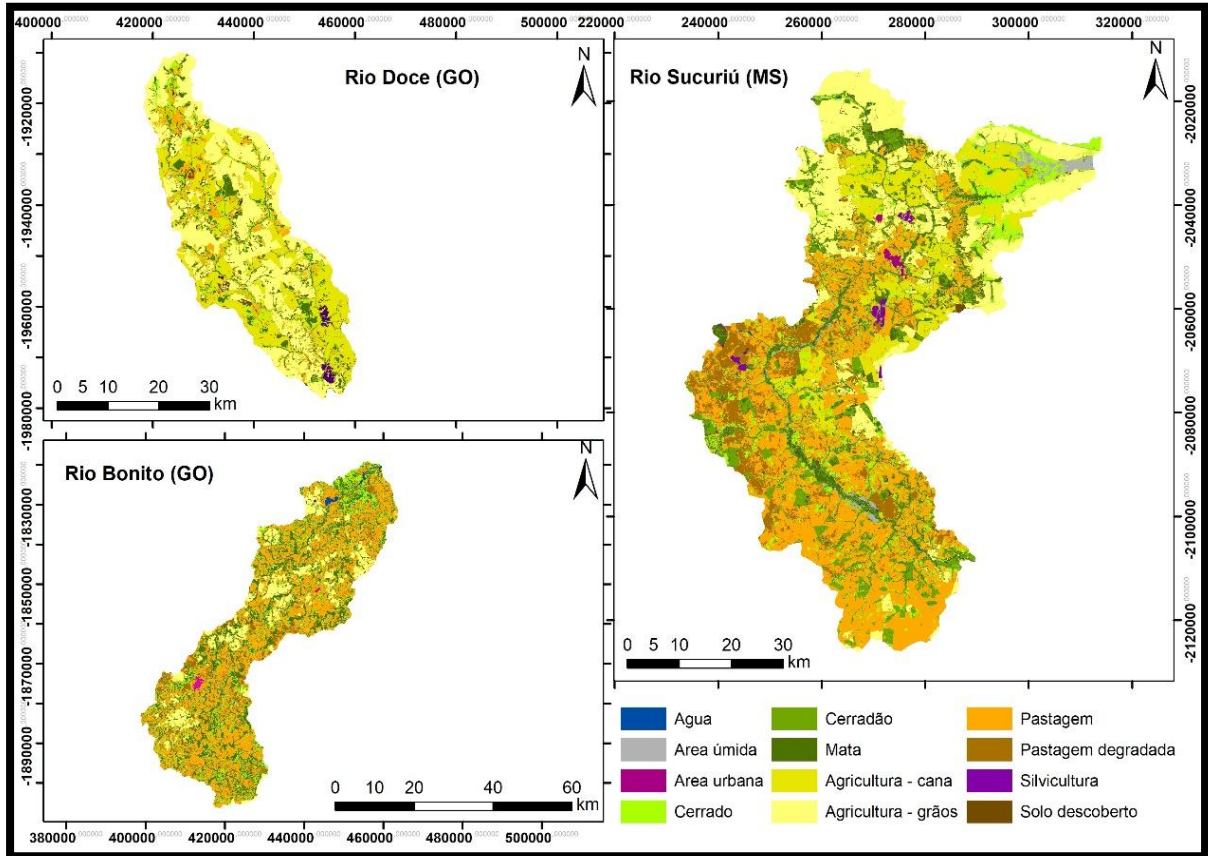 400000 420000 440000 460000 480000 500000 220000 240000 260000 280000 300000 320000
Rio Doce (GO)
N
-1920000
-1940000
-1960000
-1980000
0 5 10 20 30
km
Rio Sucuriú (MS)
N
-2020000
-2040000
-2060000
-2080000
-2100000
-2120000
0 5 10 20 30
km
Rio Bonito (GO)
N
-1830000
-1850000
-1870000
-1890000
0 20 40 60
km
380000 400000 420000 440000 460000 480000 500000
Agua
Area úmida
Area urbana
Cerrado
Cerradão
Mata
Agricultura - cana
Agricultura - grãos
Pastagem
Pastagem degradada
Silvicultura
Solo descoberto